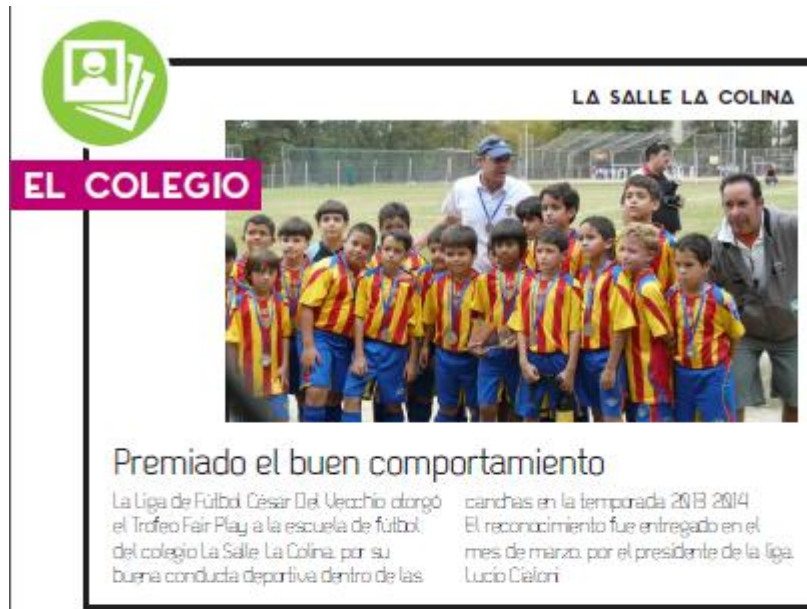 LA SALLE LA COLINA
EL COLEGIO
Premiado el buen comportamiento
La Liga de Fútbol César Del Vecchio otorgó
el Trofeo Fair Play a la escuela de fútbol
del colegio La Salle La Colina, por su
buena conducta deportiva dentro de las
canchas en la temporada 2013 2014.
El reconocimiento fue entregado en el
mes de marzo, por el presidente de la liga,
Lucio Cialoni